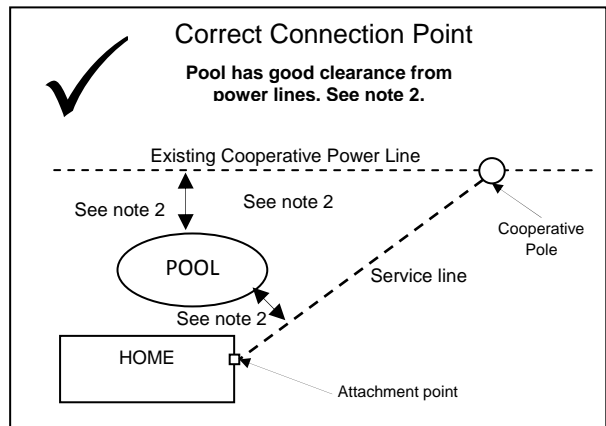 Correct Connection Point
Pool has good clearance from
power lines. See note 2.
Existing Cooperative Power Line
See note 2
See note 2
Cooperative
Pole
POOL
Service line
See note 2
HOME
Attachment point